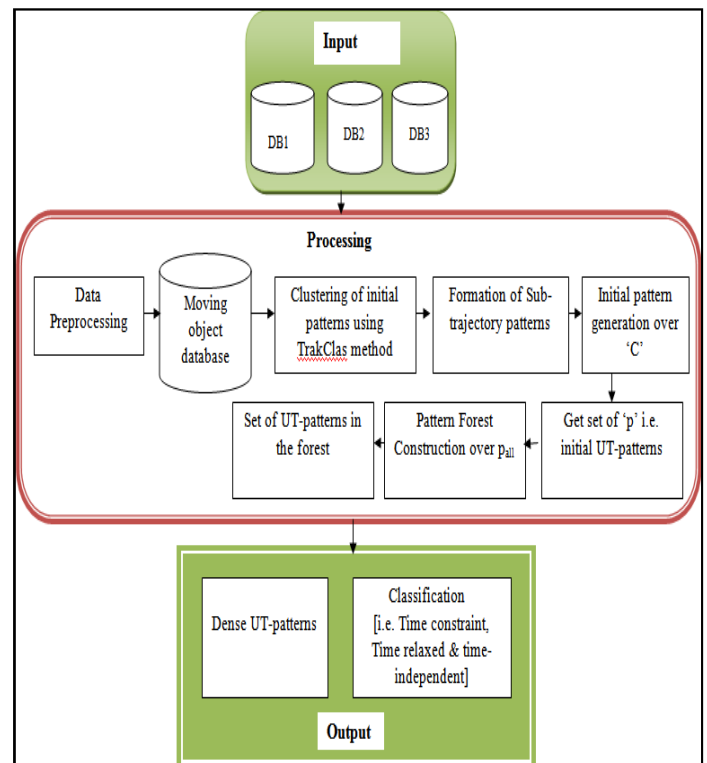 Input
DB1
DB2
DB3
Processing
Data
Preprocessing
Moving
object
database
Clustering of initial
patterns using
TrakClas method
Formation of Sub-
trajectory patterns
Initial pattern
generation over
‘C’
Set of UT-patterns in
the forest
Pattern Forest
Construction over pall
Get set of ‘p’ i.e.
initial UT-patterns
Dense UT-patterns
Classification
[i.e. Time constraint,
Time relaxed & time-
independent]
Output